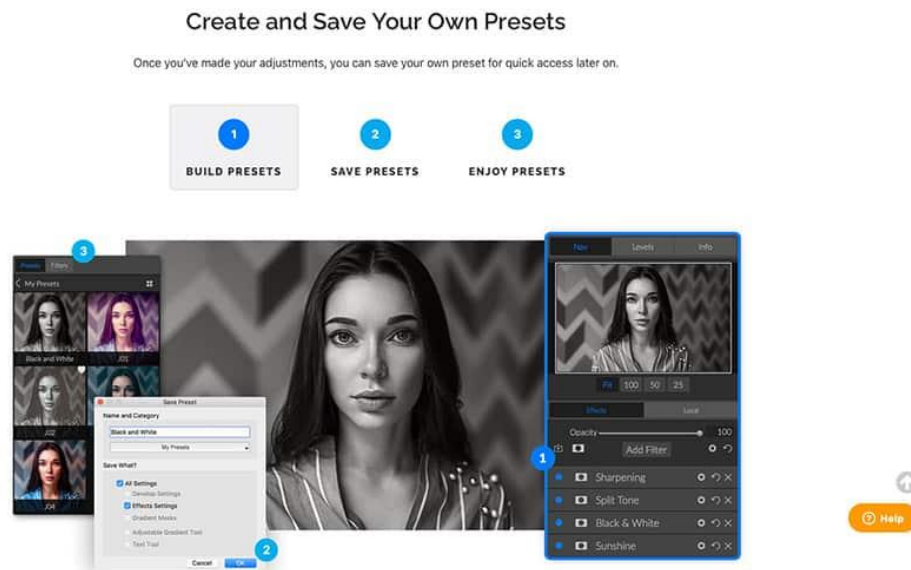 Create and Save Your Own Presets
Once you've made your adjustments, you can save your own preset for quick access later on.
1
2
3
BUILD PRESETS
SAVE PRESETS
ENJOY PRESETS
3
Presets Filters
My Presets
Black and White
J01
J02
J04
Save Preset
Name and Category
Black and White
My Presets
Save What?
All Settings
Develop Settings
Effects Settings
Gradient Masks
Adjustable Gradient Tool
Text Tool
Cancel OK
2
Nav Levels Info
Fit 100 50 25
Effects Local
Opacity 100
Add Filter
1
Sharpening
Split Tone
Black & White
Sunshine
Help